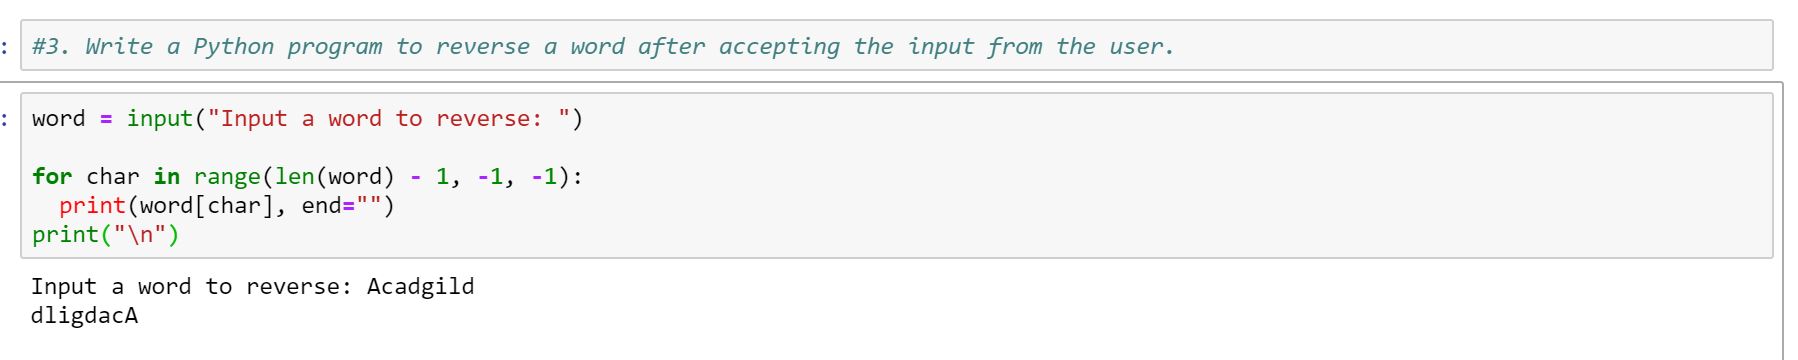 : #3. Write a Python program to reverse a word after accepting the input from the user.
: word = input("Input a word to reverse: ")
for char in range(len(word) - 1, -1, -1):
  print(word[char], end="")
print("\n")
Input a word to reverse: Acadgild
dligdacA